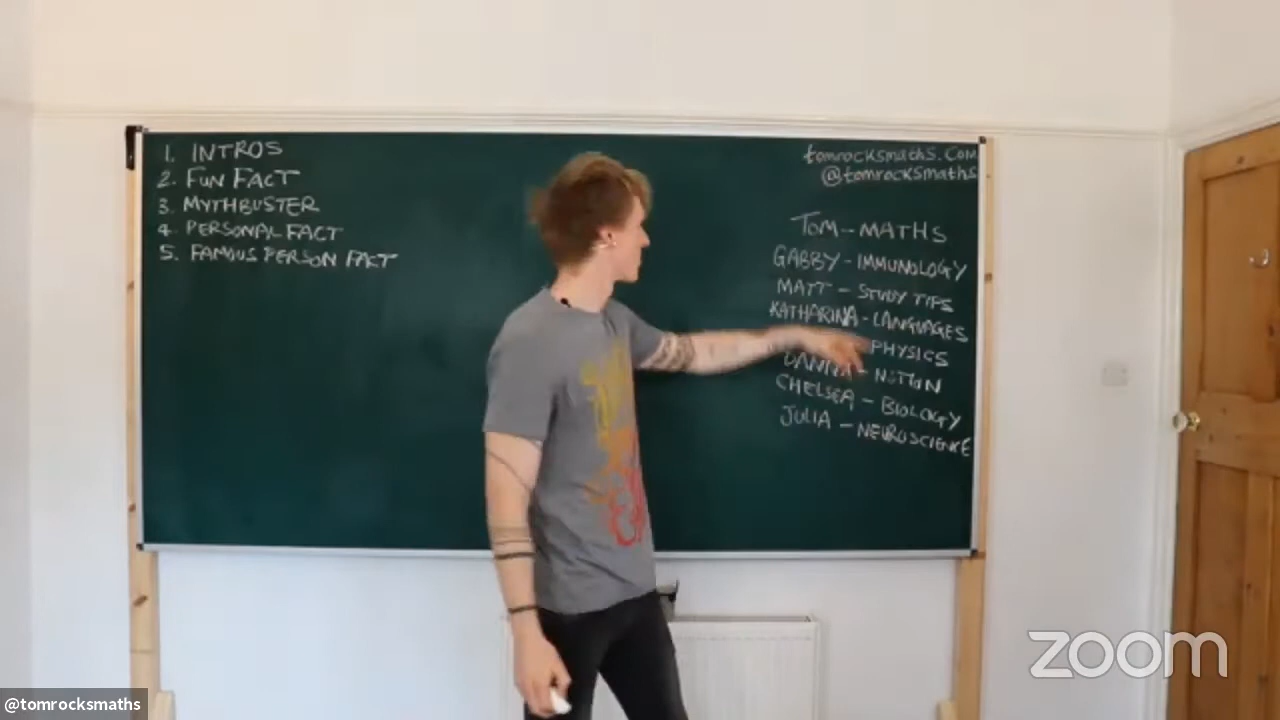 1. INTROS
2. FUN FACT
3. MYTHBUSTER
4. PERSONAL FACT
5. FAMOUS PERSON FACT
tomrocksmaths.com
@tomrocksmaths
TOM - MATHS
GABBY - IMMUNOLOGY
MATT - STUDY TIPS
KATHARINA - LANGUAGES
PHYSICS
- NOTION
CHELSEA - BIOLOGY
JULIA - NEUROSCIENCE
zoom
@tomrocksmaths